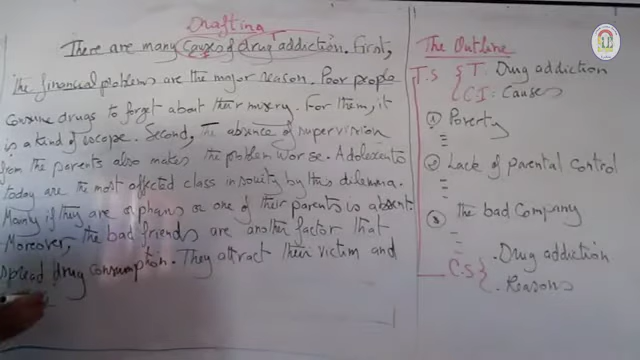 Drafting
There are many causes of drug addiction. First,
the financial problems are the major reason. Poor people
consume drugs to forget about their misery. For them, it
is a kind of escape. Second, the absence of supervision
from the parents also makes the problem worse. Adolescents
today are the most affected class in society by this dilemma.
Mainly if they are orphans or one of their parents is absent.
Moreover, the bad friends are another factor that
spread drug consumption. They attract their victim and
The Outline
T.S { T: Drug addiction
C I: Causes
① Poverty
② Lack of parental control
③ The bad Company
C.S { . Drug addiction
. Reasons